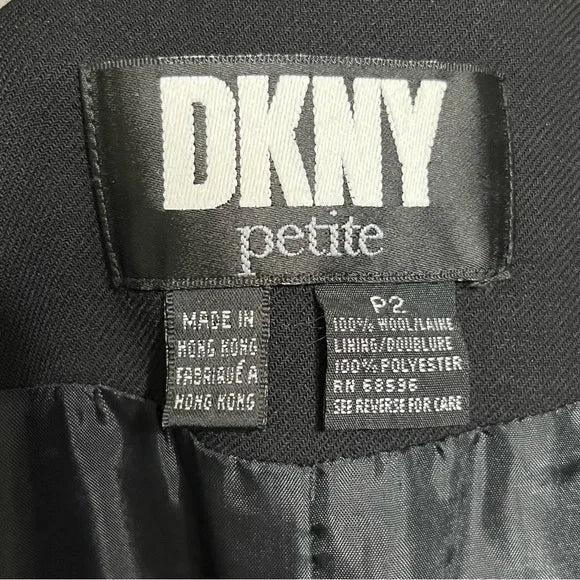 DKNY
petite
MADE IN
HONG KONG
FABRIQUÉ A
HONG KONG
P2
100% WOOL/LAINE
LINING/DOUBLURE
100% POLYESTER
RN 68536
SEE REVERSE FOR CARE